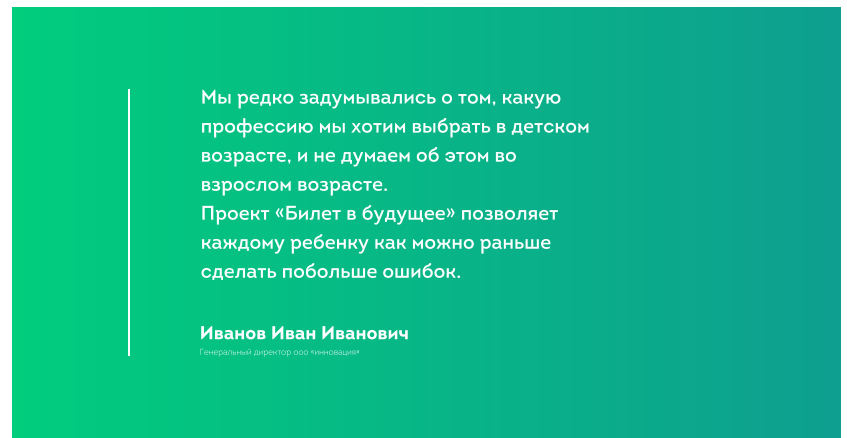 Мы редко задумывались о том, какую
профессию мы хотим выбрать в детском
возрасте, и не думаем об этом во
взрослом возрасте.
Проект «Билет в будущее» позволяет
каждому ребенку как можно раньше
сделать побольше ошибок.
Иванов Иван Иванович
Генеральный директор ооо «инновация»